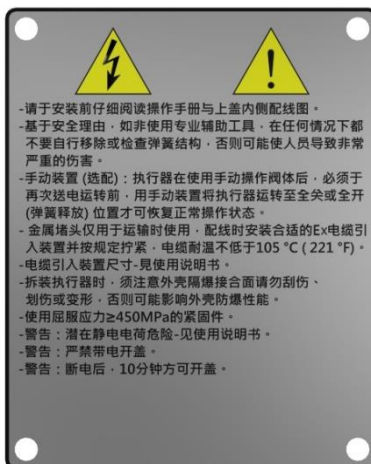 -请于安装前仔细阅读操作手册与上盖内侧配线图。
-基于安全理由，如非使用专业辅助工具，在任何情况下都
不要自行移除或检查弹簧结构，否则可能使人员导致非常
严重的伤害。
-手动装置 (选配)：执行器在使用手动操作阀体后，必须于
再次送电运转前，用手动装置将执行器运转至全关或全开
(弹簧释放) 位置才可恢复正常操作状态。
- 金属堵头仅用于运输时使用，配线时安装合适的Ex电缆引
入装置并按规定拧紧，电缆耐温不低于105 °C ( 221 °F)。
-电缆引入装置尺寸-見使用说明书。
-拆装执行器时，须注意外壳隔爆接合面请勿刮伤、
划伤或变形，否则可能影响外壳防爆性能。
-使用屈服应力≥450MPa的紧固件。
-警告：潜在静电电荷危险-见使用说明书。
-警告：严禁带电开盖。
-警告：断电后，10分钟方可开盖。